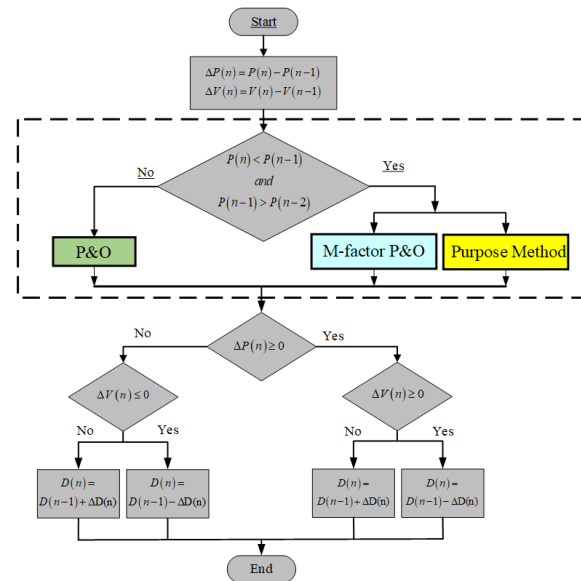 Start
ΔP(n) = P(n) − P(n−1)
ΔV(n) = V(n) − V(n−1)
P(n) < P(n−1)
and
P(n−1) > P(n−2)
No
Yes
P&O
M-factor P&O
Purpose Method
ΔP(n) ≥ 0
No
Yes
ΔV(n) ≤ 0
ΔV(n) ≥ 0
No
Yes
No
Yes
D(n) =
D(n−1) + ΔD(n)
D(n) =
D(n−1) − ΔD(n)
D(n) =
D(n−1) + ΔD(n)
D(n) =
D(n−1) − ΔD(n)
End